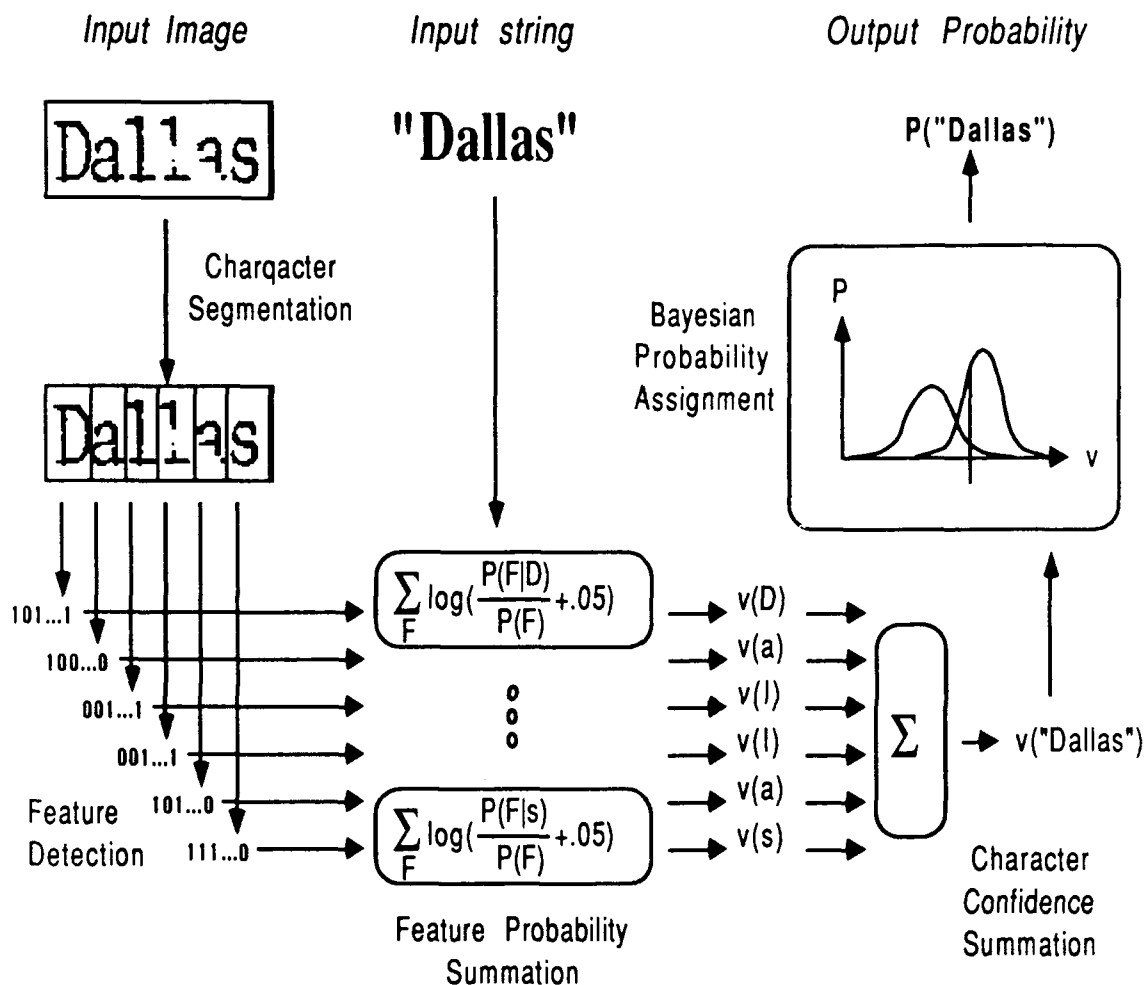 Input Image
Input string
Output Probability
Dallas
"Dallas"
P("Dallas")
Charqacter
Segmentation
Dallas
Bayesian
Probability
Assignment
P
v
101...1
100...0
001...1
001...1
101...0
111...0
Feature
Detection
∑ log( P(F|D) / P(F) +.05)
F
∑ log( P(F|s) / P(F) +.05)
F
Feature Probability
Summation
v(D)
v(a)
v(l)
v(l)
v(a)
v(s)
∑
v("Dallas")
Character
Confidence
Summation